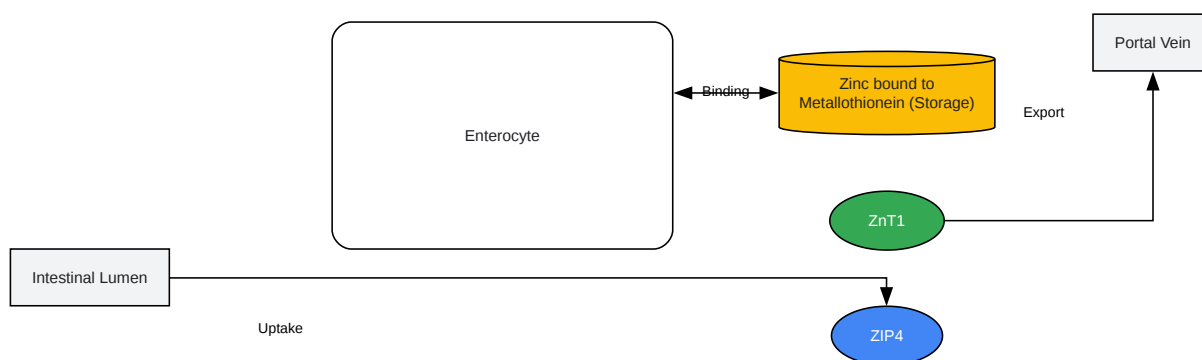 Portal Vein
Zinc bound to
Metallothionein (Storage)
Binding
Export
Enterocyte
ZnT1
Intestinal Lumen
Uptake
ZIP4